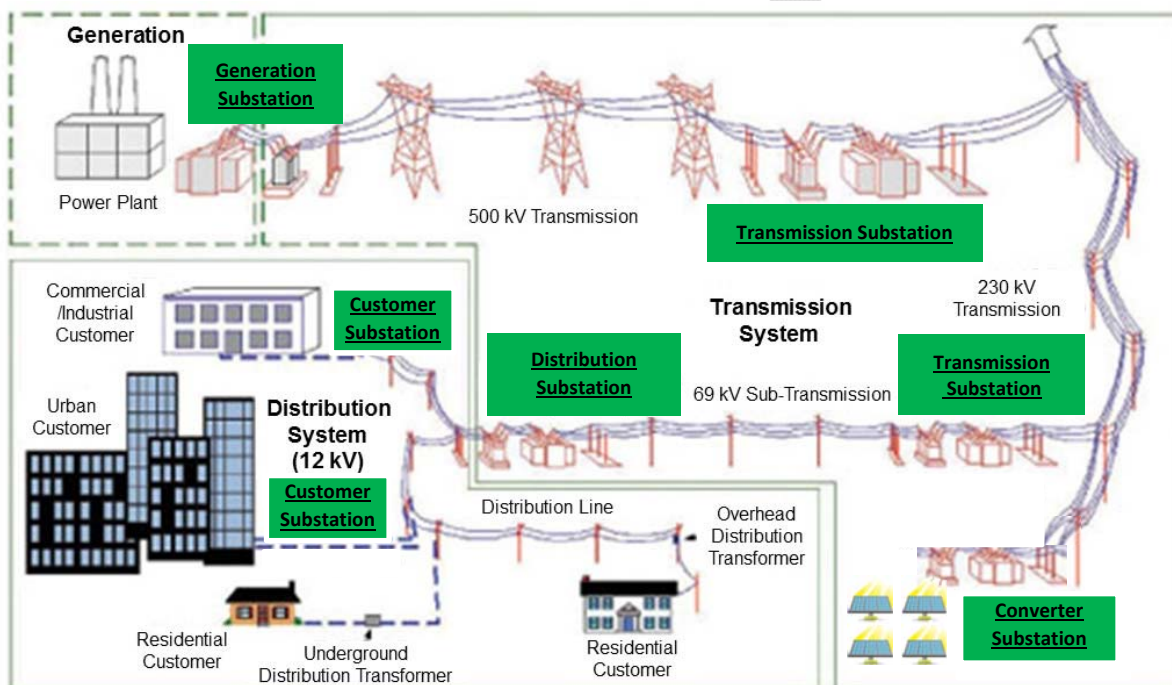 Generation
Generation
Substation
Power Plant
500 kV Transmission
Transmission Substation
230 kV
Transmission
Transmission
System
Commercial
/Industrial
Customer
Customer
Substation
Distribution
Substation
69 kV Sub-Transmission
Transmission
Substation
Urban
Customer
Distribution
System
(12 kV)
Customer
Substation
Distribution Line
Overhead
Distribution
Transformer
Residential
Customer
Underground
Distribution Transformer
Residential
Customer
Converter
Substation